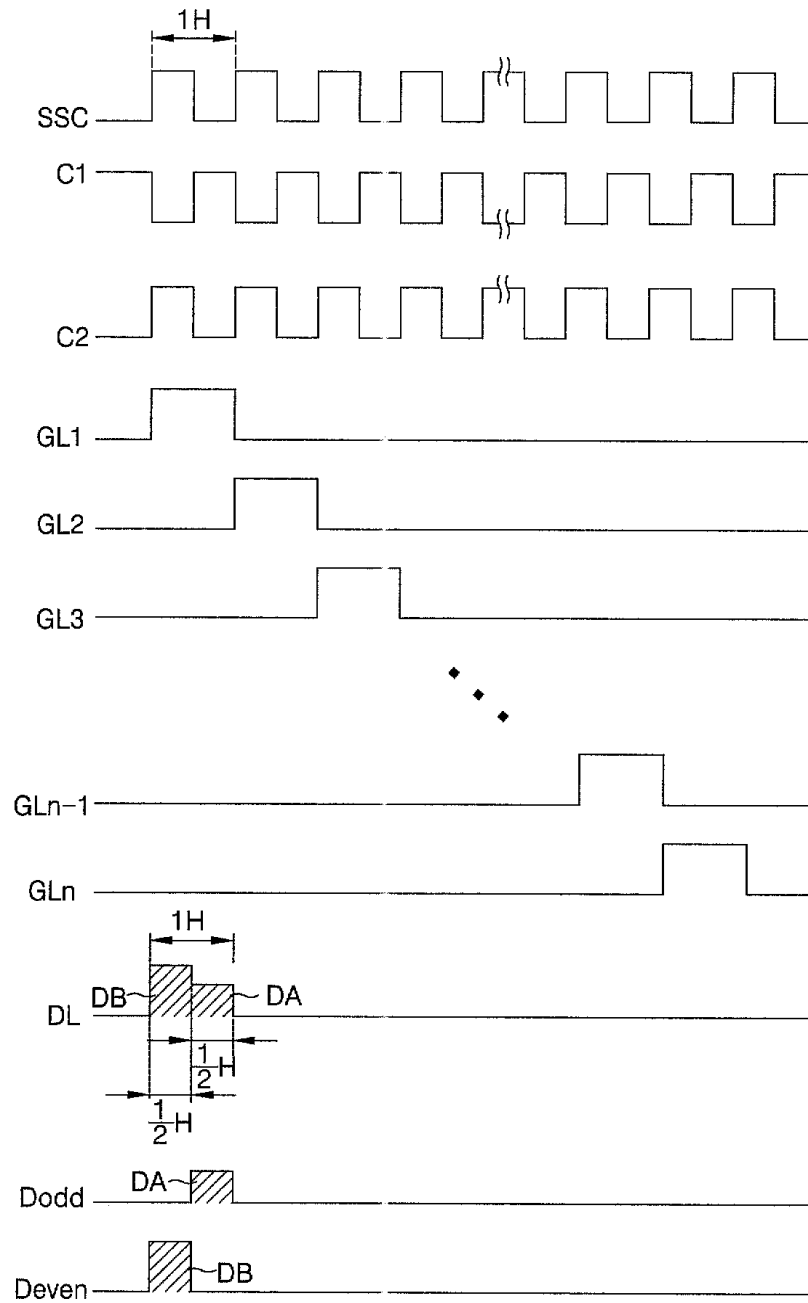 1H
SSC
C1
C2
GL1
GL2
GL3
GLn-1
GLn
1H
DB
DA
DL
1/2 H
1/2 H
DA
Dodd
DB
Deven